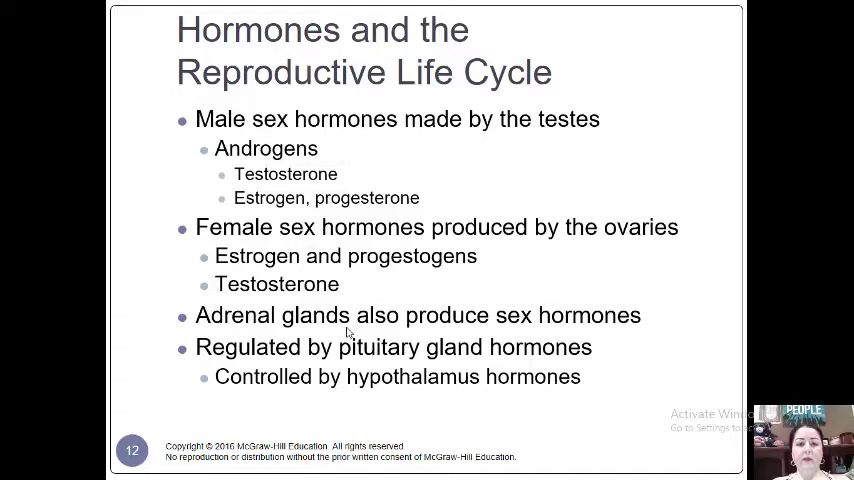 Hormones and the
Reproductive Life Cycle
Male sex hormones made by the testes
Androgens
Testosterone
Estrogen, progesterone
Female sex hormones produced by the ovaries
Estrogen and progestogens
Testosterone
Adrenal glands also produce sex hormones
Regulated by pituitary gland hormones
Controlled by hypothalamus hormones
Activate
Go to Settings to
PEOPLE
12
Copyright © 2016 McGraw-Hill Education. All rights reserved.
No reproduction or distribution without the prior written consent of McGraw-Hill Education.